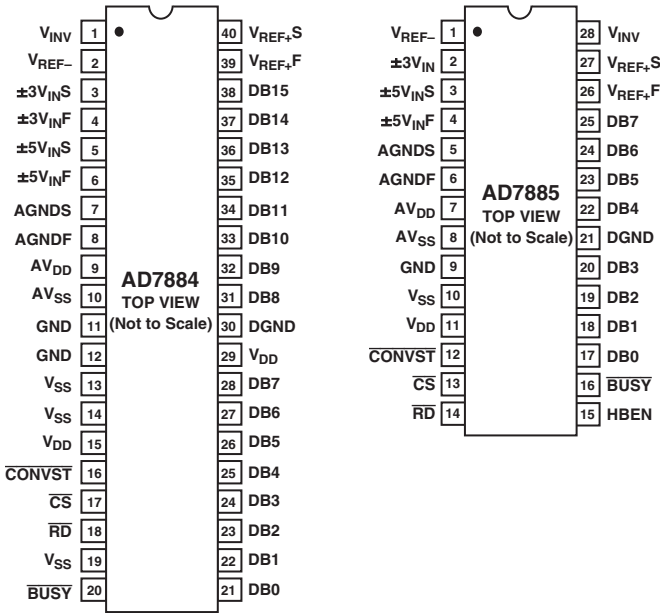 VINV 1
VREF– 2
±3VINS 3
±3VINF 4
±5VINS 5
±5VINF 6
AGNDS 7
AGNDF 8
AVDD 9
AVSS 10
GND 11
GND 12
VSS 13
VSS 14
VDD 15
CONVST 16
CS 17
RD 18
VSS 19
BUSY 20
AD7884
TOP VIEW
(Not to Scale)
40 VREF+S
39 VREF+F
38 DB15
37 DB14
36 DB13
35 DB12
34 DB11
33 DB10
32 DB9
31 DB8
30 DGND
29 VDD
28 DB7
27 DB6
26 DB5
25 DB4
24 DB3
23 DB2
22 DB1
21 DB0
VREF– 1
±3VIN 2
±5VINS 3
±5VINF 4
AGNDS 5
AGNDF 6
AVDD 7
AVSS 8
GND 9
VSS 10
VDD 11
CONVST 12
CS 13
RD 14
AD7885
TOP VIEW
(Not to Scale)
28 VINV
27 VREF+S
26 VREF+F
25 DB7
24 DB6
23 DB5
22 DB4
21 DGND
20 DB3
19 DB2
18 DB1
17 DB0
16 BUSY
15 HBEN